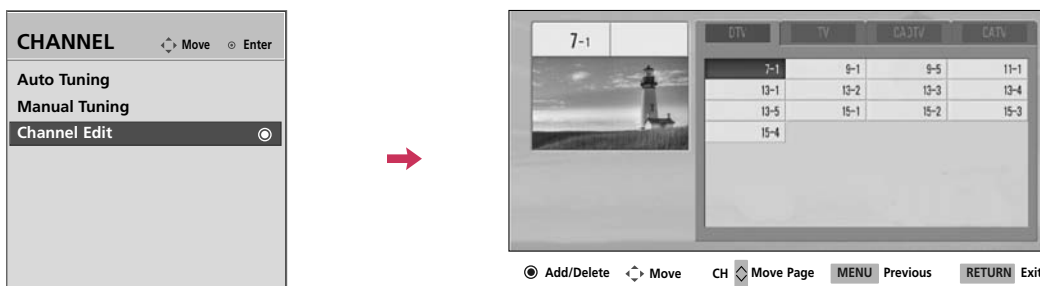 CHANNEL Move Enter
Auto Tuning
Manual Tuning
Channel Edit
7-1
DTV TV CADTV CATV
7-1 9-1 9-5 11-1
13-1 13-2 13-3 13-4
13-5 15-1 15-2 15-3
15-4
Add/Delete Move CH Move Page MENU Previous RETURN Exit